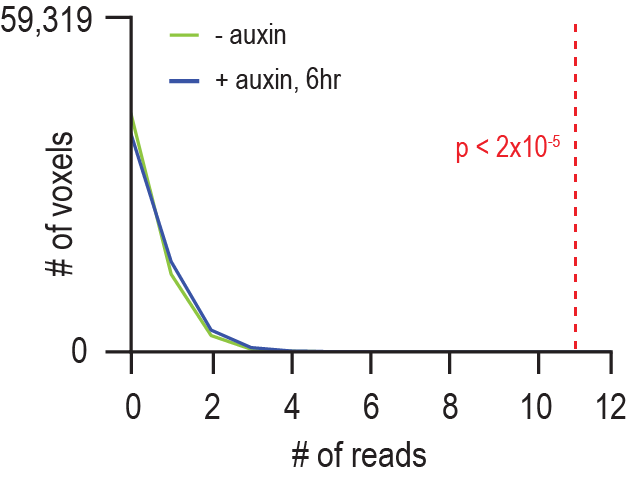 59,319
- auxin
+ auxin, 6hr
p < 2x10⁻⁵
# of voxels
0
0 2 4 6 8 10 12
# of reads